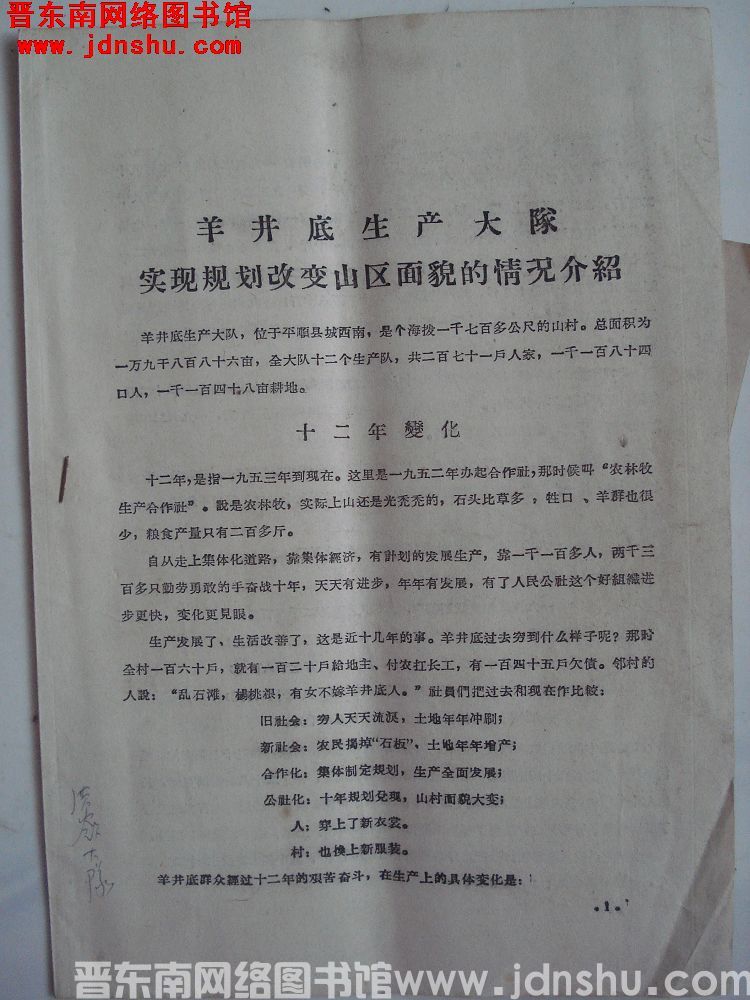 晋东南网络图书馆
www.jdnshu.com
羊井底生产大隊
实现规划改变山区面貌的情况介紹
羊井底生产大队，位于平順县城西南，是个海拨一千七百多公尺的山村。总面积为
一万九千八百八十六亩，全大队十二个生产队，共二百七十一戶人家，一千一百八十四
口人，一千一百四十八亩耕地。
十二年變化
十二年，是指一九五三年到現在。这里是一九五二年办起合作社，那时候叫“农林牧
生产合作社”。說是农林牧，实际上山还是光秃秃的，石头比草多，牲口、羊群也很
少，粮食产量只有二百多斤。
自从走上集体化道路，靠集体經济，有計划的发展生产，靠一千一百多人，两千三
百多只勤劳勇敢的手奋战十年，天天有进步，年年有发展，有了人民公社这个好組織进
步更快，变化更見眼。
生产发展了、生活改善了，这是近十几年的事。羊井底过去穷到什么样子呢？那时
全村一百六十戶，就有一百二十戶給地主、付农扛长工，有一百四十五戶欠债。邻村的
人說：“乱石滩，楊桃根，有女不嫁羊井底人。”社員們把过去和現在作比較：
旧社会：穷人天天流泪，土地年年冲刷；
新社会：农民揭掉“石板”、土地年年增产；
合作化：集体制定规划，生产全面发展；
公社化：十年规划兑現，山村面貌大变；
人：穿上了新衣裳。
村：也換上新服装。
羊井底群众經过十二年的艰苦奋斗，在生产上的具体变化是：
·1·
大队
晋东南网络图书馆www.jdnshu.com